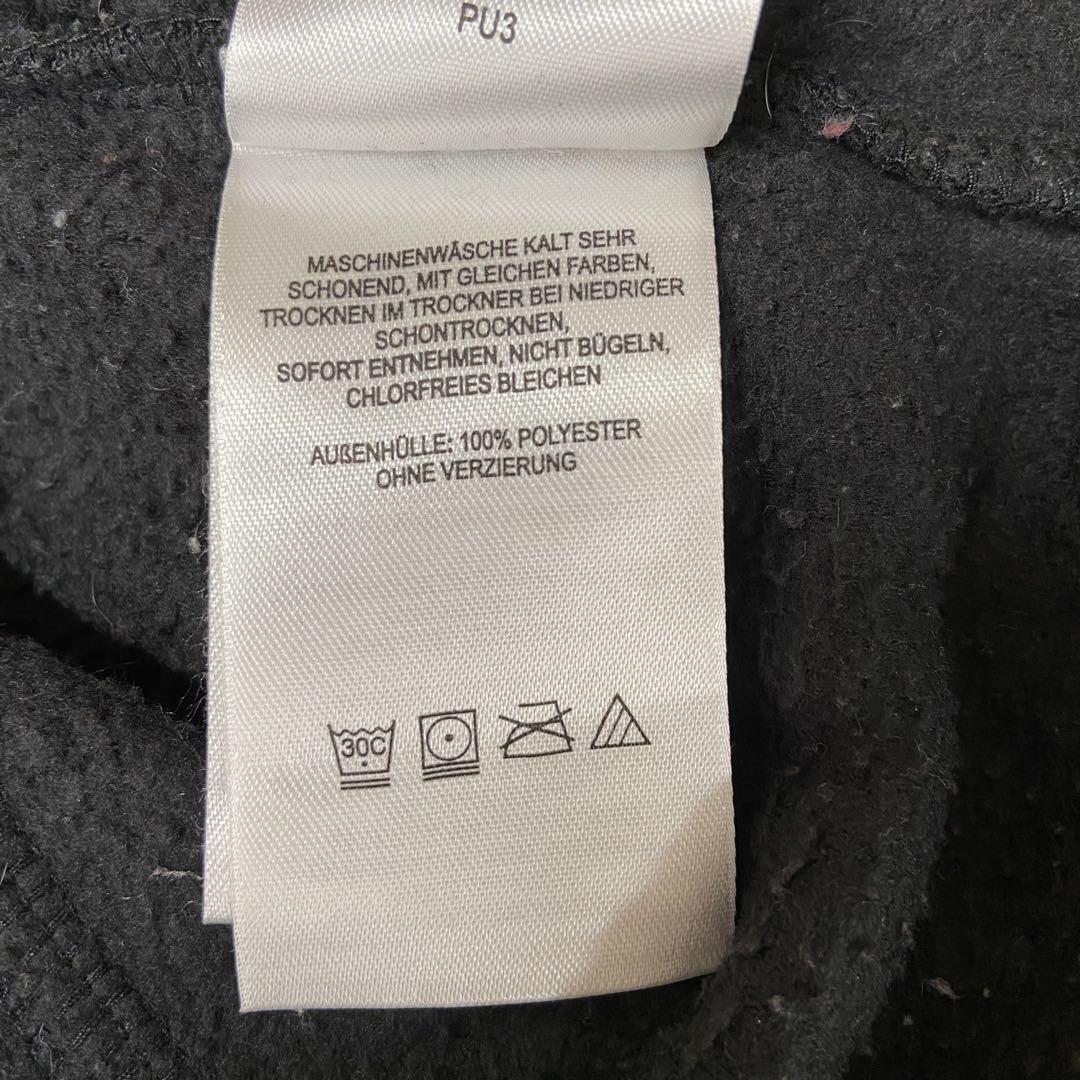 PU3
MASCHINENWÄSCHE KALT SEHR
SCHONEND, MIT GLEICHEN FARBEN,
TROCKNEN IM TROCKNER BEI NIEDRIGER
SCHONTROCKNEN,
SOFORT ENTNEHMEN, NICHT BÜGELN,
CHLORFREIES BLEICHEN
AUßENHÜLLE: 100% POLYESTER
OHNE VERZIERUNG
30C